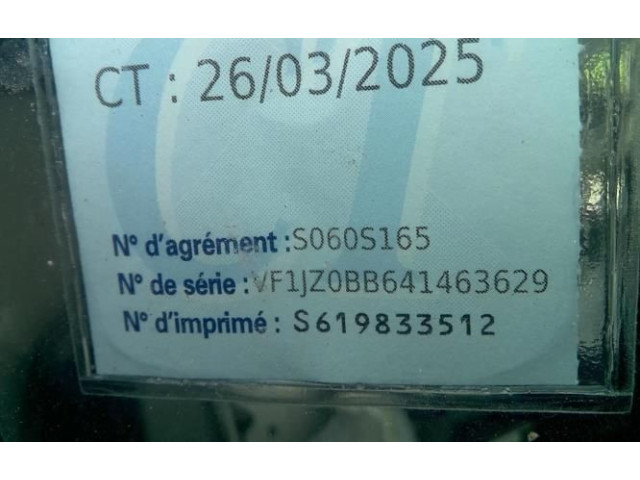 CT : 26/03/2025
N° d'agrément : S060S165
N° de série : VF1JZ0BB641463629
N° d'imprimé : S619833512